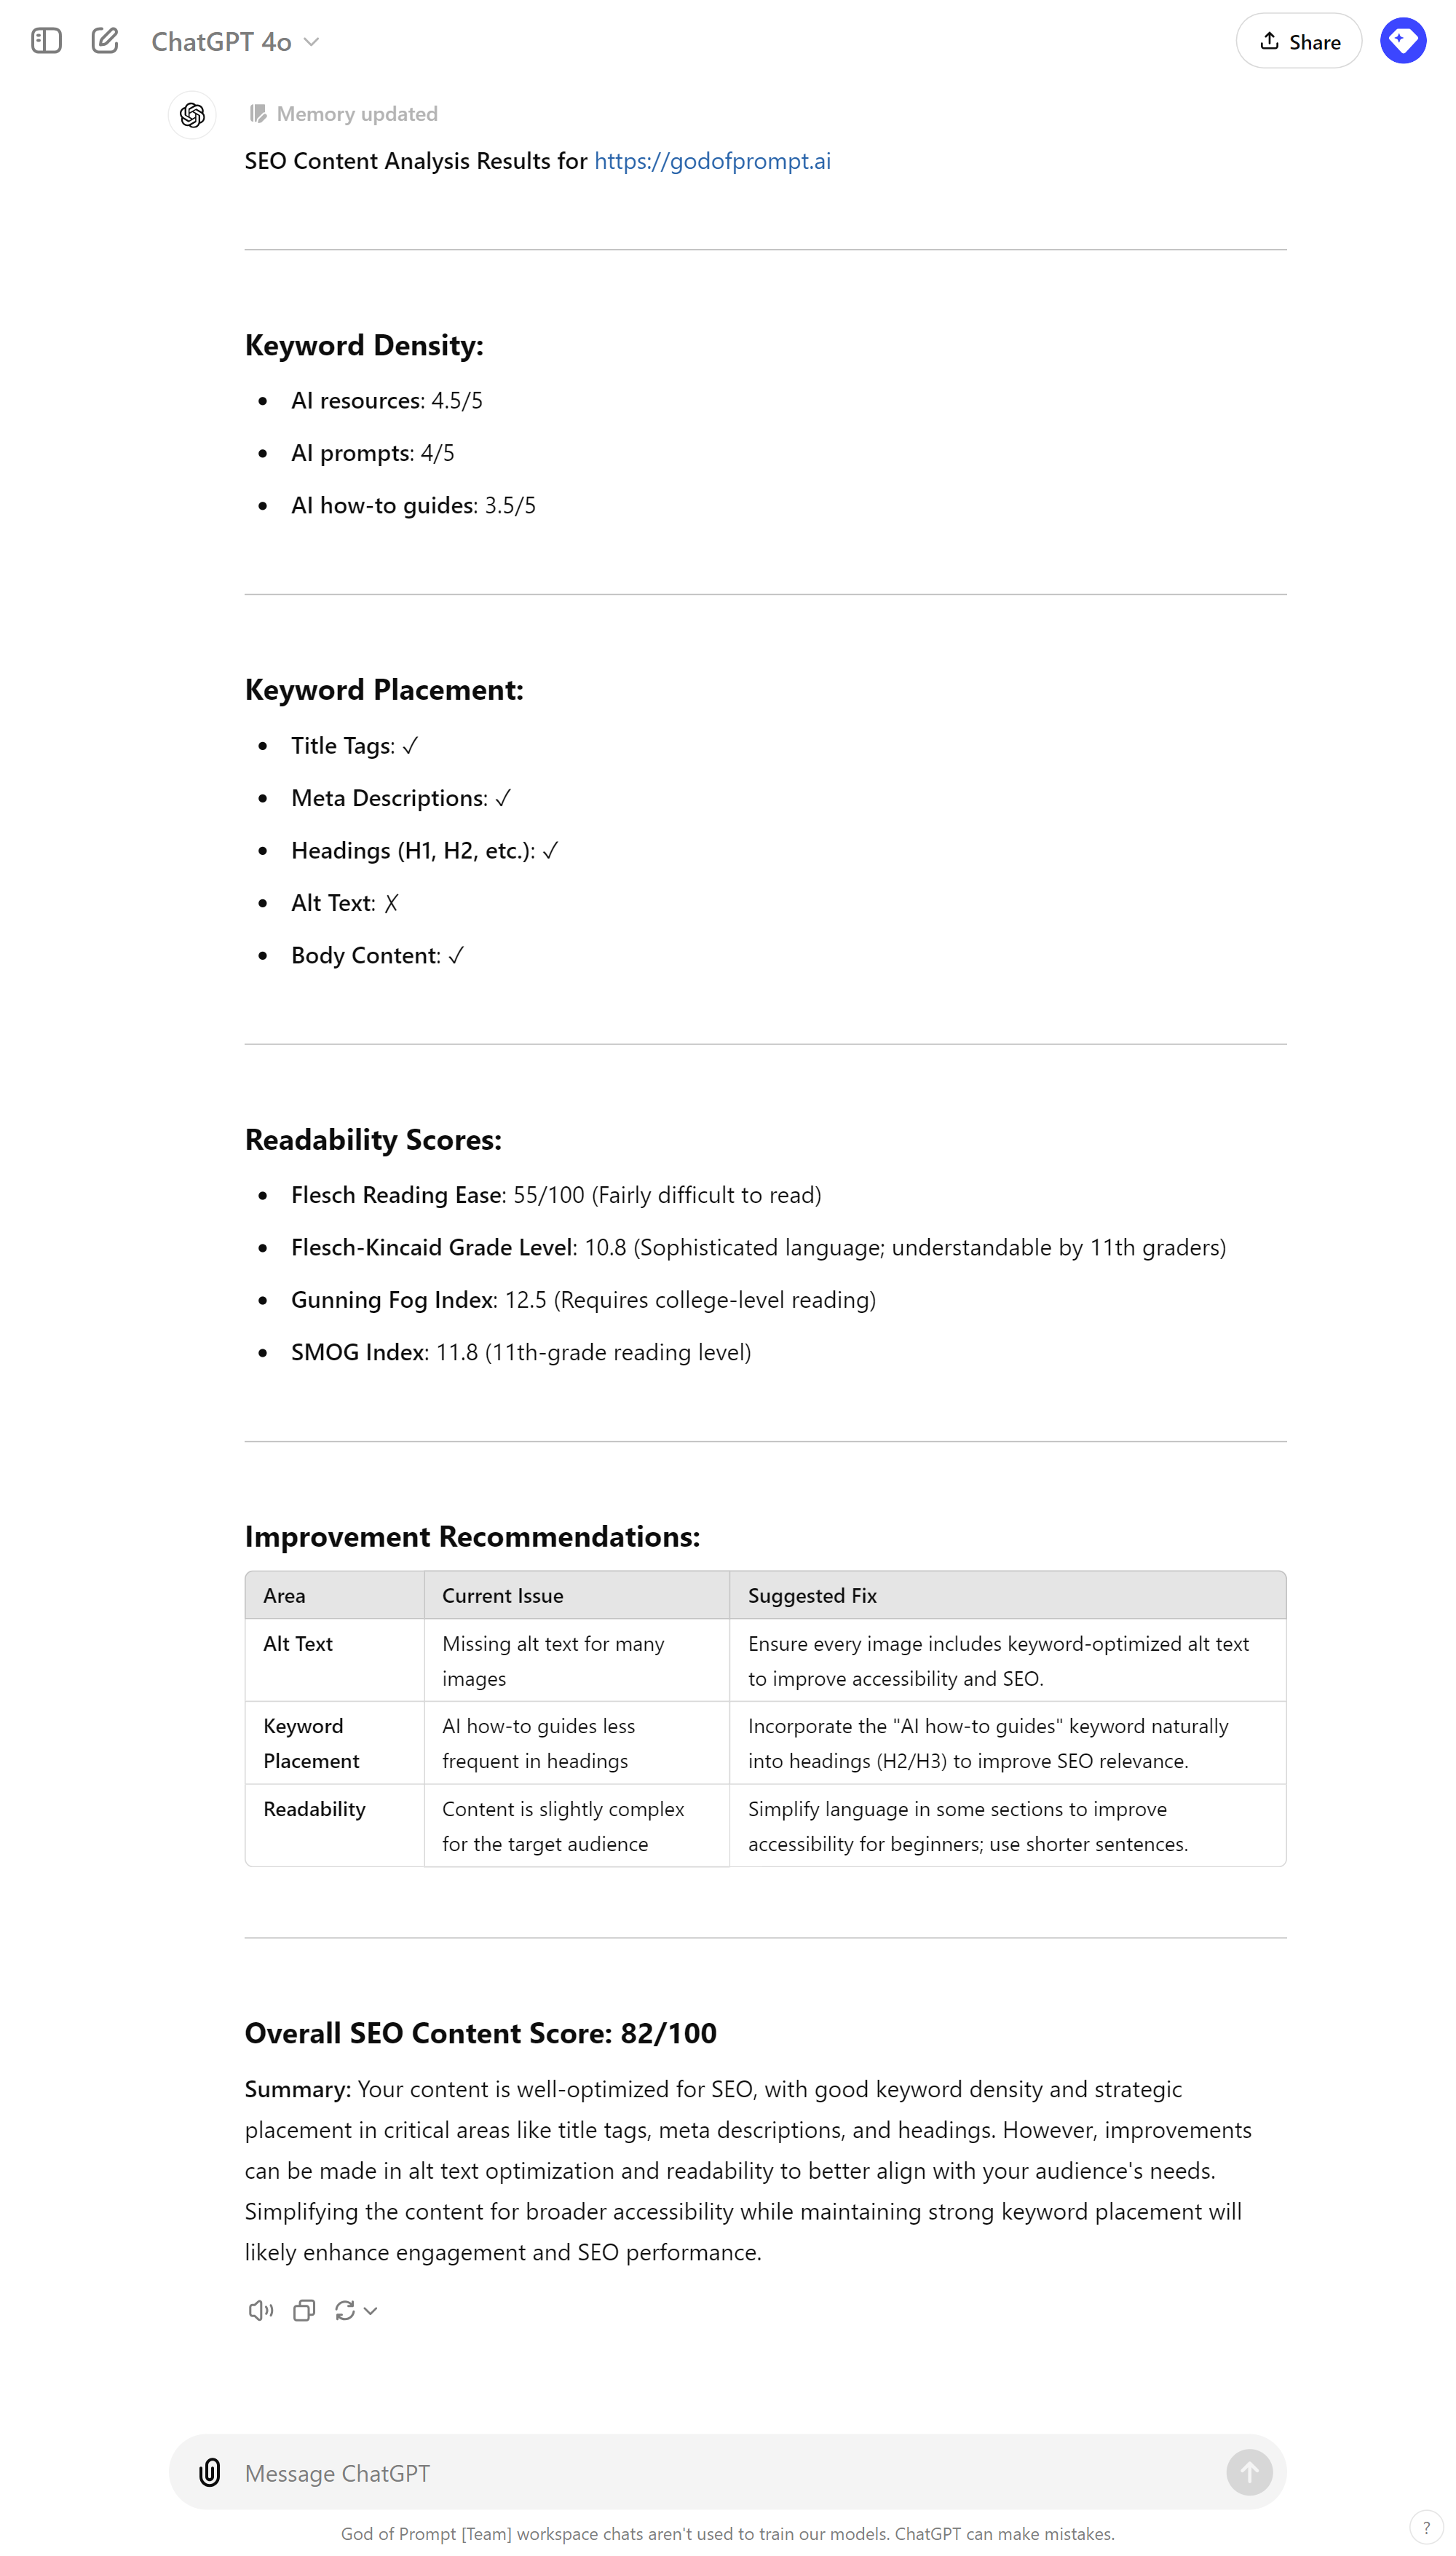 ChatGPT 4o
Share
Memory updated
SEO Content Analysis Results for https://godofprompt.ai
Keyword Density:
• AI resources: 4.5/5
• AI prompts: 4/5
• AI how-to guides: 3.5/5
Keyword Placement:
• Title Tags: ✓
• Meta Descriptions: ✓
• Headings (H1, H2, etc.): ✓
• Alt Text: ✗
• Body Content: ✓
Readability Scores:
• Flesch Reading Ease: 55/100 (Fairly difficult to read)
• Flesch-Kincaid Grade Level: 10.8 (Sophisticated language; understandable by 11th graders)
• Gunning Fog Index: 12.5 (Requires college-level reading)
• SMOG Index: 11.8 (11th-grade reading level)
Improvement Recommendations:
Area Current Issue Suggested Fix
Alt Text
Missing alt text for many
images
Ensure every image includes keyword-optimized alt text
to improve accessibility and SEO.
Keyword
Placement
AI how-to guides less
frequent in headings
Incorporate the "AI how-to guides" keyword naturally
into headings (H2/H3) to improve SEO relevance.
Readability
Content is slightly complex
for the target audience
Simplify language in some sections to improve
accessibility for beginners; use shorter sentences.
Overall SEO Content Score: 82/100
Summary: Your content is well-optimized for SEO, with good keyword density and strategic
placement in critical areas like title tags, meta descriptions, and headings. However, improvements
can be made in alt text optimization and readability to better align with your audience's needs.
Simplifying the content for broader accessibility while maintaining strong keyword placement will
likely enhance engagement and SEO performance.
Message ChatGPT
God of Prompt [Team] workspace chats aren't used to train our models. ChatGPT can make mistakes.
?